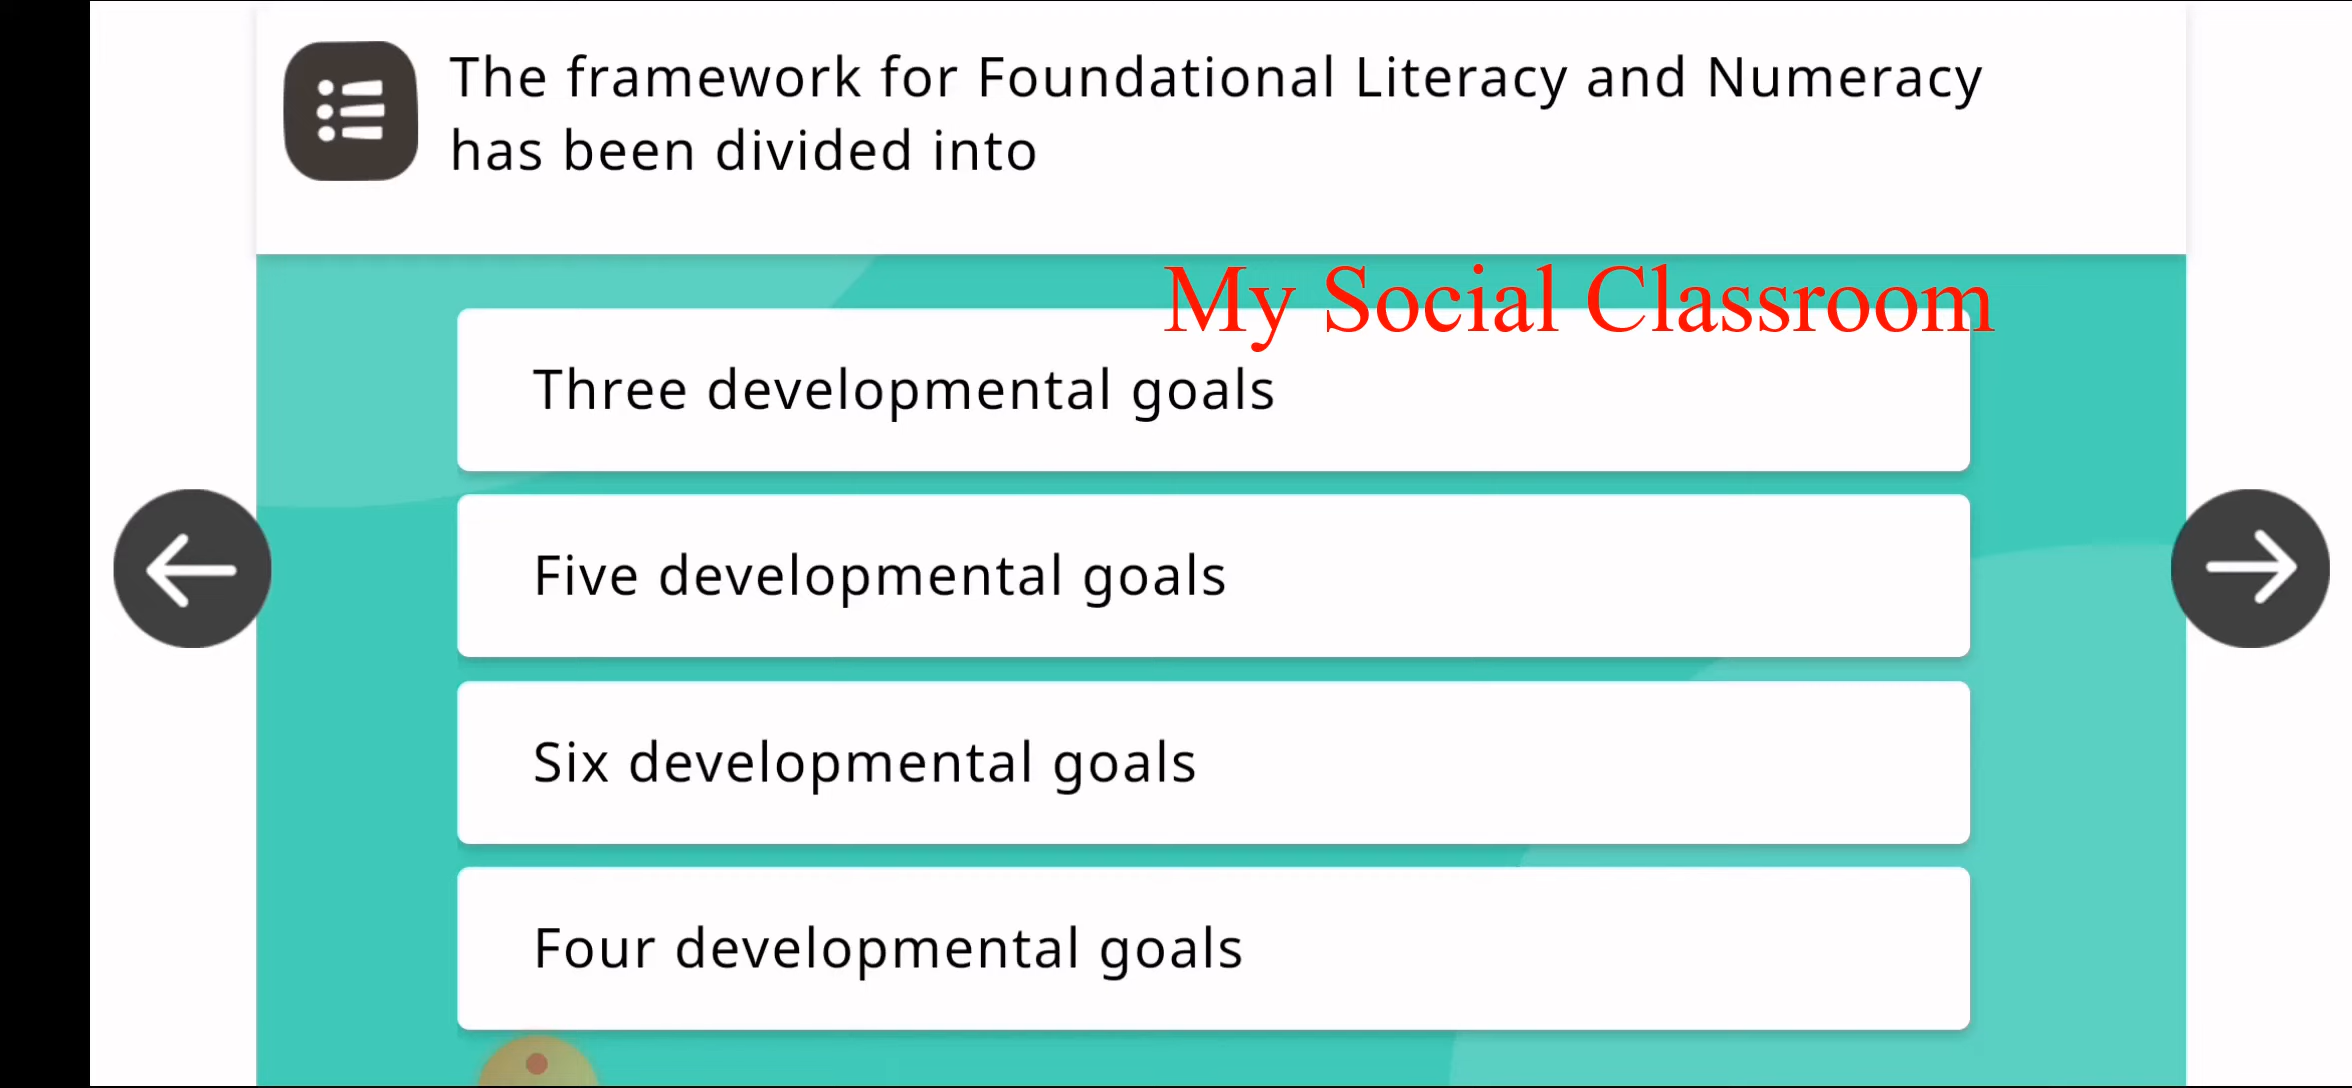 The framework for Foundational Literacy and Numeracy
has been divided into
My Social Classroom
Three developmental goals
Five developmental goals
Six developmental goals
Four developmental goals